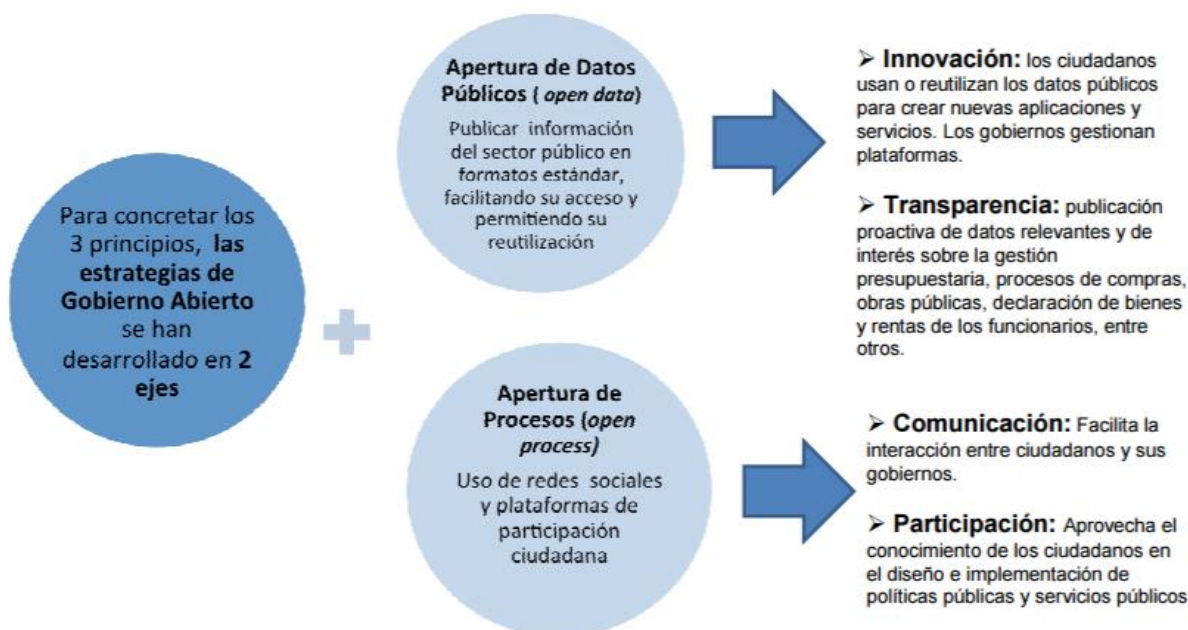 Para concretar los
3 principios, las
estrategias de
Gobierno Abierto
se han
desarrollado en 2
ejes
Apertura de Datos
Públicos ( open data)
Publicar información
del sector público en
formatos estándar,
facilitando su acceso y
permitiendo su
reutilización
➢ Innovación: los ciudadanos
usan o reutilizan los datos públicos
para crear nuevas aplicaciones y
servicios. Los gobiernos gestionan
plataformas.
➢ Transparencia: publicación
proactiva de datos relevantes y de
interés sobre la gestión
presupuestaria, procesos de compras,
obras públicas, declaración de bienes
y rentas de los funcionarios, entre
otros.
Apertura de
Procesos (open
process)
Uso de redes sociales
y plataformas de
participación
ciudadana
➢ Comunicación: Facilita la
interacción entre ciudadanos y sus
gobiernos.
➢ Participación: Aprovecha el
conocimiento de los ciudadanos en
el diseño e implementación de
políticas públicas y servicios públicos